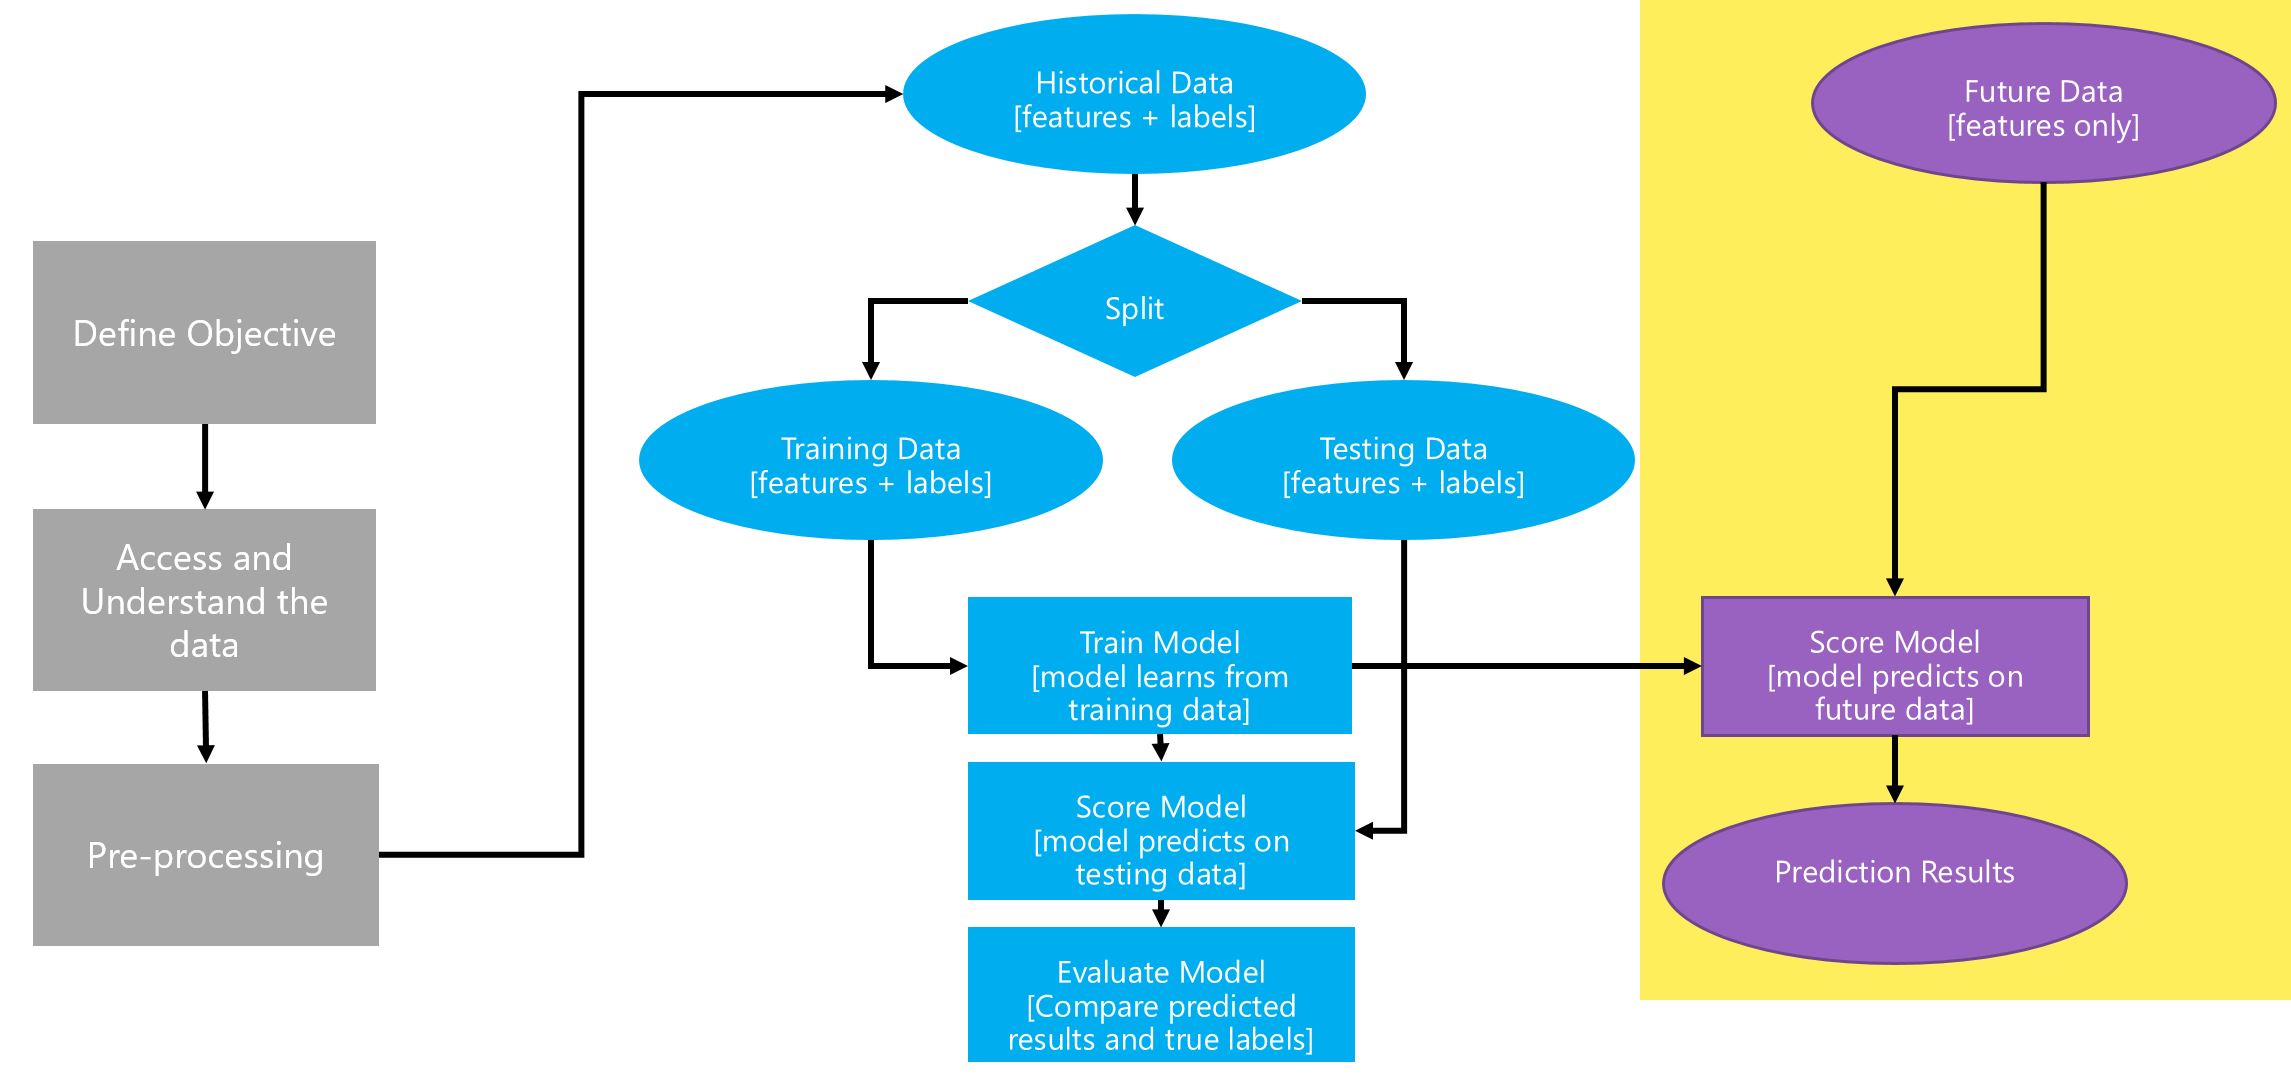 Define Objective
Access and
Understand the
data
Pre-processing
Historical Data
[features + labels]
Split
Training Data
[features + labels]
Testing Data
[features + labels]
Train Model
[model learns from
training data]
Score Model
[model predicts on
testing data]
Evaluate Model
[Compare predicted
results and true labels]
Future Data
[features only]
Score Model
[model predicts on
future data]
Prediction Results